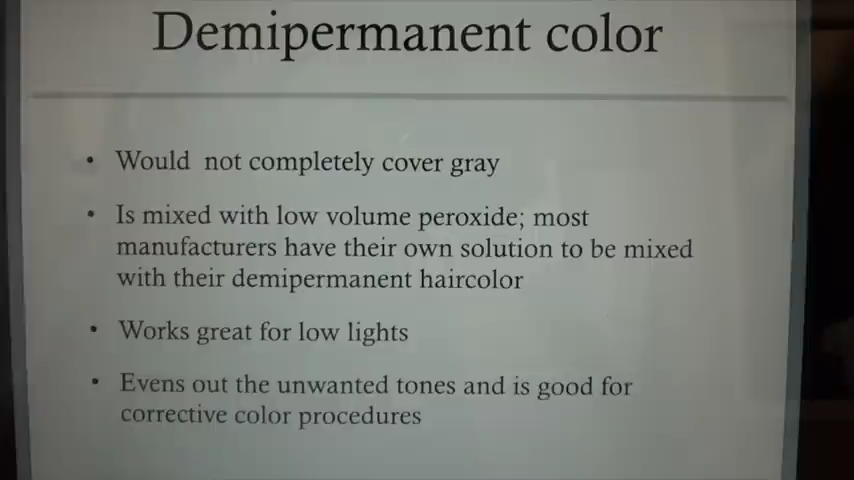 Demipermanent color
• Would not completely cover gray
• Is mixed with low volume peroxide; most
manufacturers have their own solution to be mixed
with their demipermanent haircolor
• Works great for low lights
• Evens out the unwanted tones and is good for
corrective color procedures